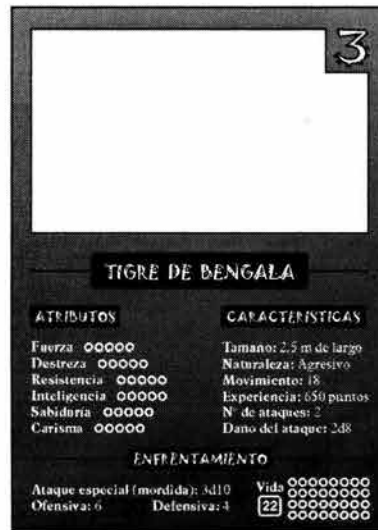 3
TIGRE DE BENGALA
ATRIBUTOS
Fuerza
Destreza
Resistencia
Inteligencia
Sabiduría
Carisma
CARACTERISTICAS
Tamano: 2.5 m de largo
Naturaleza: Agresivo
Movimiento: 18
Experiencia: 650 puntos
N° de ataques: 2
Dano del ataque: 2d8
ENFRENTAMIENTO
Ataque especial (mordida): 3d10
Ofensiva: 6 Defensiva: 4
Vida
22